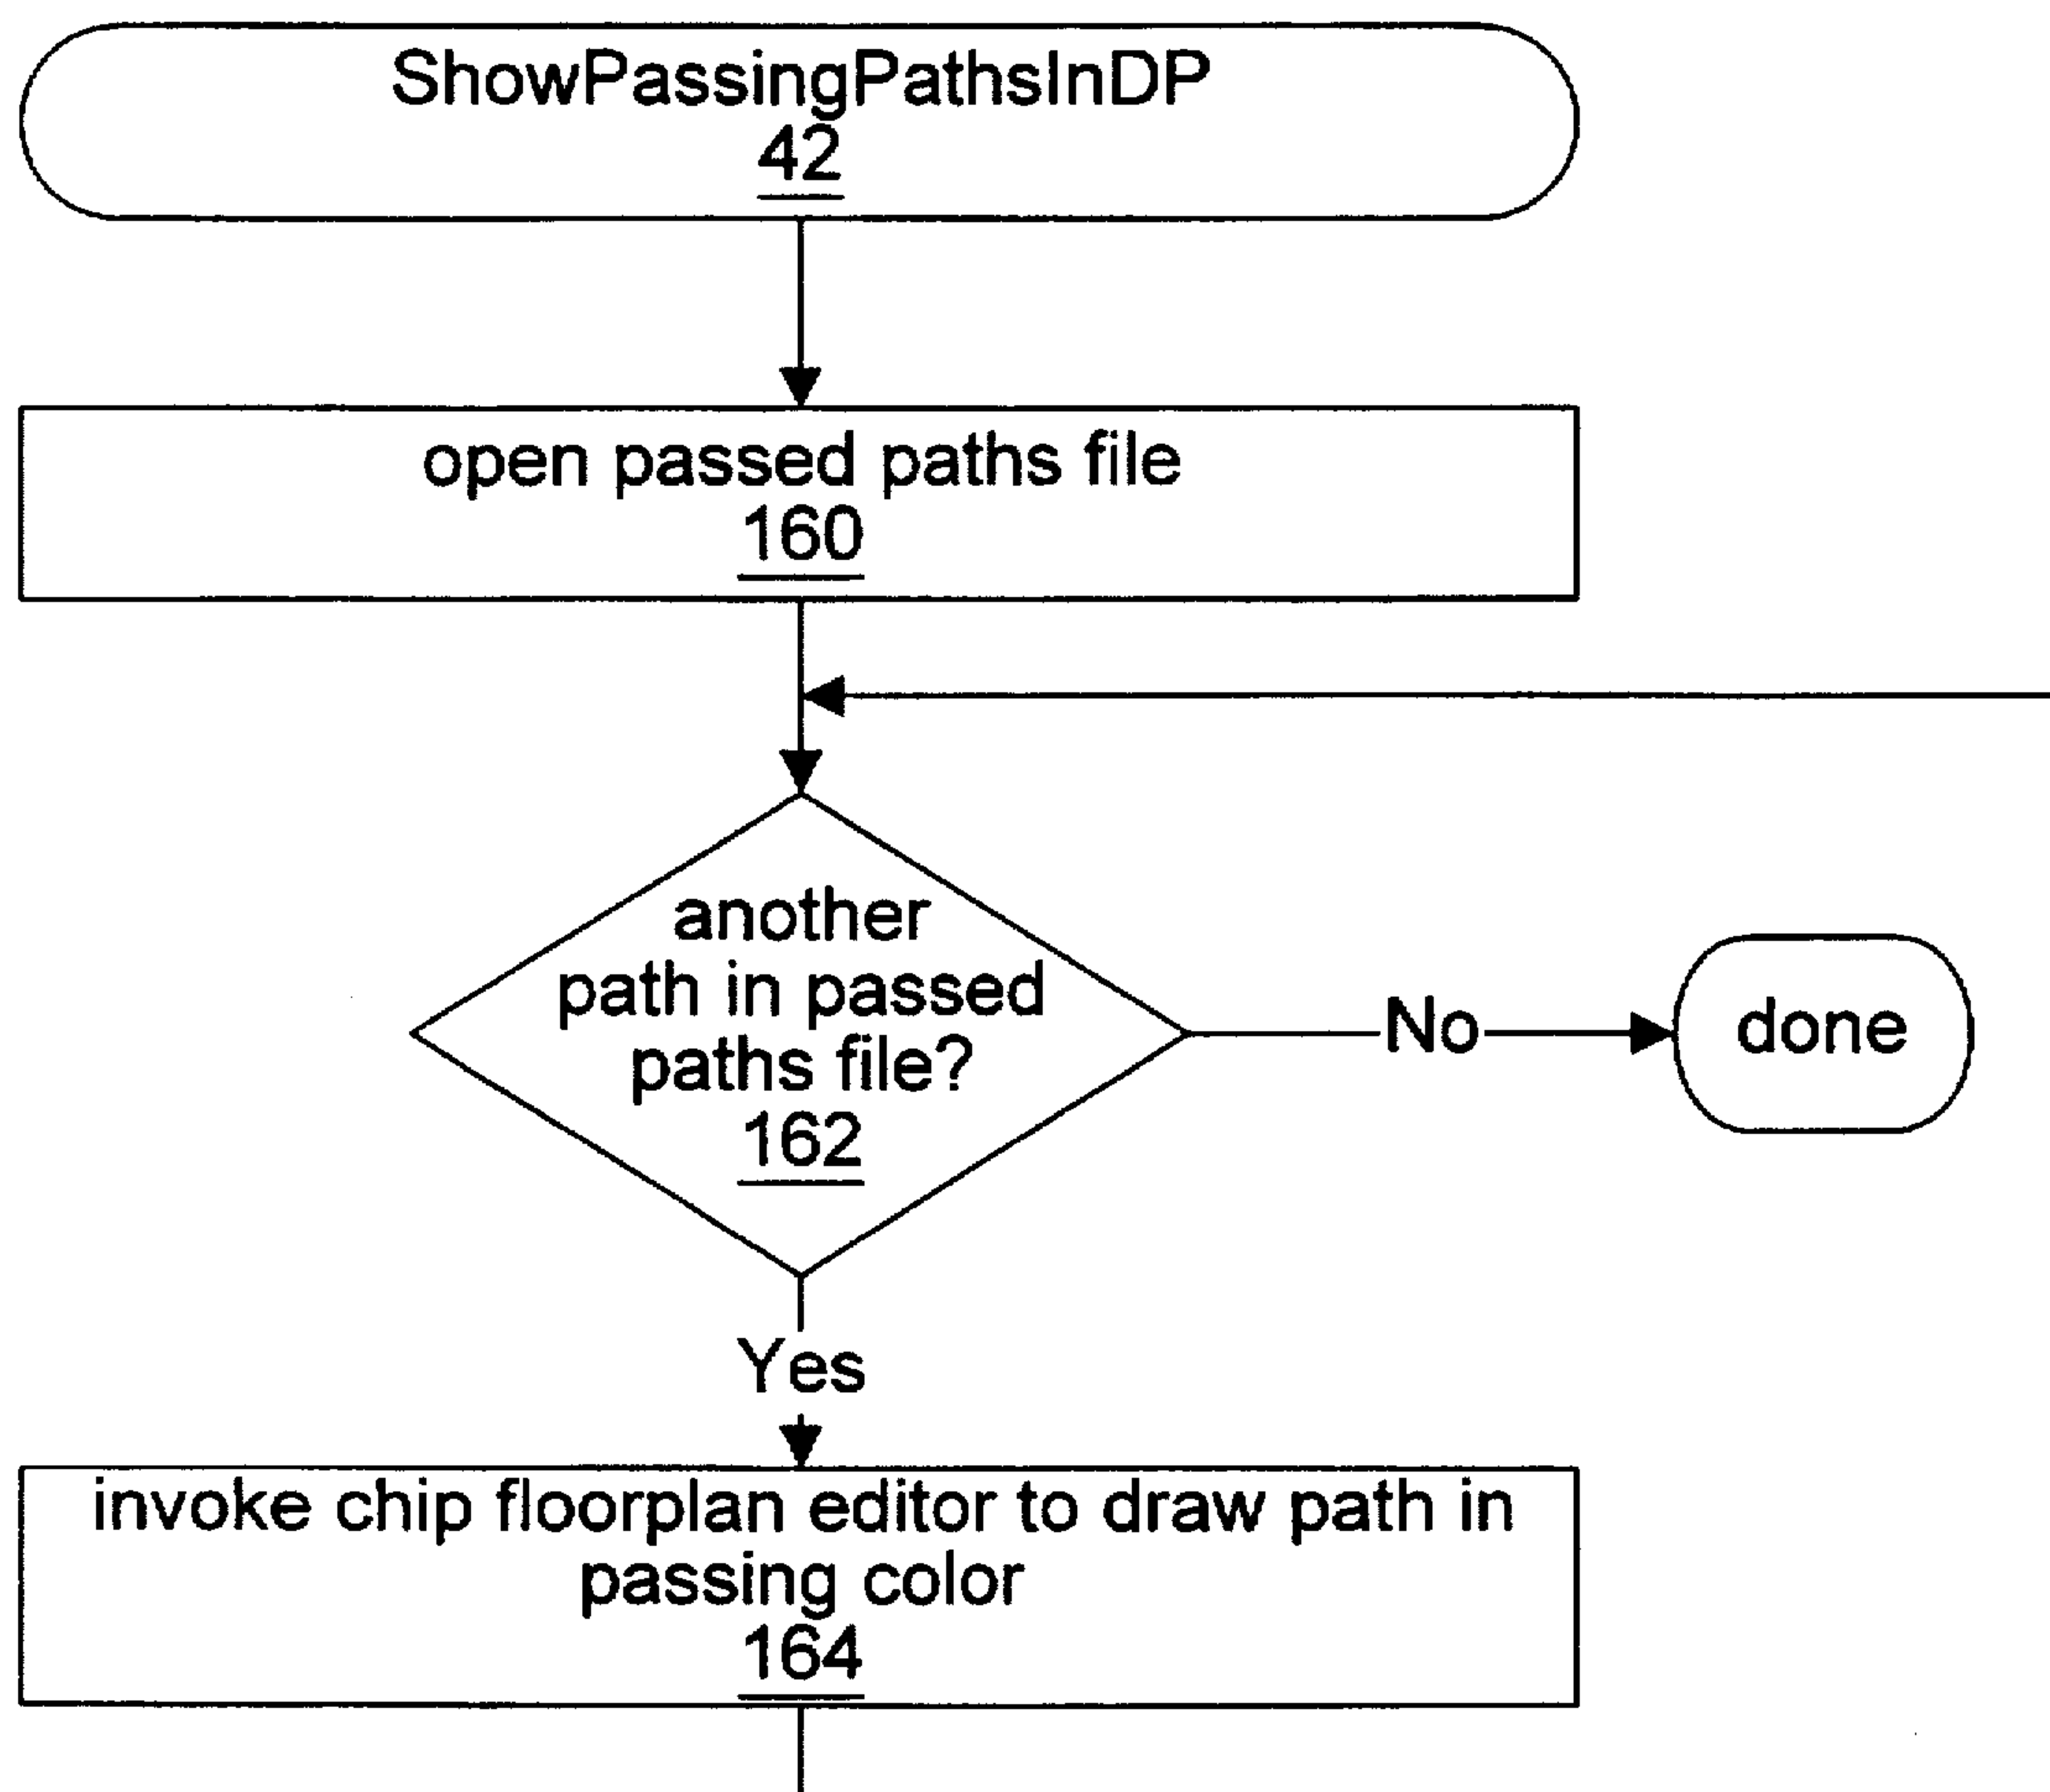 ShowPassingPathsInDP
42
open passed paths file
160
another
path in passed
paths file?
162
No
done
Yes
invoke chip floorplan editor to draw path in
passing color
164